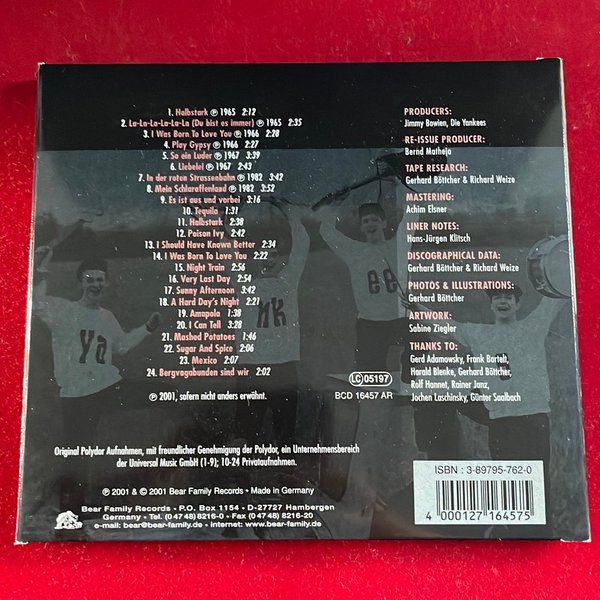 1. Halbstark ℗ 1965 2:12
2. La-La-La-La-La (Du bist es immer) ℗ 1965 2:35
3. I Was Born To Love You ℗ 1966 2:28
4. Play Gypsy ℗ 1966 2:27
5. So ein Luder ℗ 1967 3:39
6. Liebelei ℗ 1967 2:43
7. In der roten Strassenbahn ℗ 1982 3:42
8. Mein Schlaraffenland ℗ 1982 3:52
9. Es ist aus und vorbei 3:16
10. Tequila 1:31
11. Halbstark 2:38
12. Poison Ivy 2:42
13. I Should Have Known Better 2:34
14. I Was Born To Love You 2:22
15. Night Train 2:56
16. Very Last Day 2:54
17. Sunny Afternoon 3:42
18. A Hard Day's Night 2:21
19. Amapola 1:38
20. I Can Tell 3:28
21. Mashed Potatoes 4:46
22. Sugar And Spice 2:06
23. Mexico 2:07
24. Bergvagabunden sind wir 2:02
℗ 2001, sofern nicht anders erwähnt.
PRODUCERS:
Jimmy Bowien, Die Yankees
RE-ISSUE PRODUCER:
Bernd Matheja
TAPE RESEARCH:
Gerhard Böttcher & Richard Weize
MASTERING:
Achim Elsner
LINER NOTES:
Hans-Jürgen Klitsch
DISCOGRAPHICAL DATA:
Gerhard Böttcher & Richard Weize
PHOTOS & ILLUSTRATIONS:
Gerhard Böttcher
ARTWORK:
Sabine Ziegler
THANKS TO:
Gerd Adamowsky, Frank Bartelt,
Harald Blenke, Gerhard Böttcher,
Rolf Hannet, Rainer Janz,
Jochen Laschinsky, Günter Saalbach
Ya
nk
ee
s
LC 05197
BCD 16457 AR
Original Polydor Aufnahmen, mit freundlicher Genehmigung der Polydor, ein Unternehmensbereich
der Universal Music GmbH (1-9); 10-24 Privataufnahmen.
℗ 2001 & © 2001 Bear Family Records • Made in Germany
Bear Family Records • P.O. Box 1154 • D-27727 Hambergen
Germany • Tel. (0 47 48) 8216-0 • Fax (0 47 48) 8216-20
e-mail: bear@bear-family.de • internet: www.bear-family.de
ISBN : 3-89795-762-0
4 000127 164575